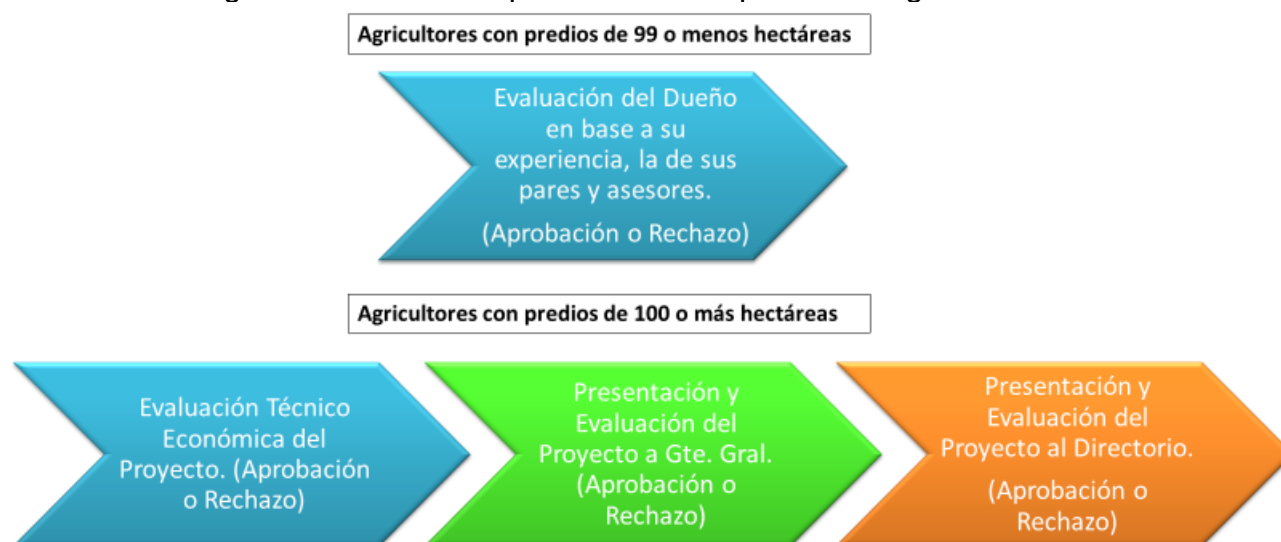 Agricultores con predios de 99 o menos hectáreas
Evaluación del Dueño
en base a su
experiencia, la de sus
pares y asesores.
(Aprobación o Rechazo)
Agricultores con predios de 100 o más hectáreas
Evaluación Técnico
Económica del
Proyecto. (Aprobación
o Rechazo)
Presentación y
Evaluación del
Proyecto a Gte. Gral.
(Aprobación o
Rechazo)
Presentación y
Evaluación del
Proyecto al Directorio.
(Aprobación o
Rechazo)